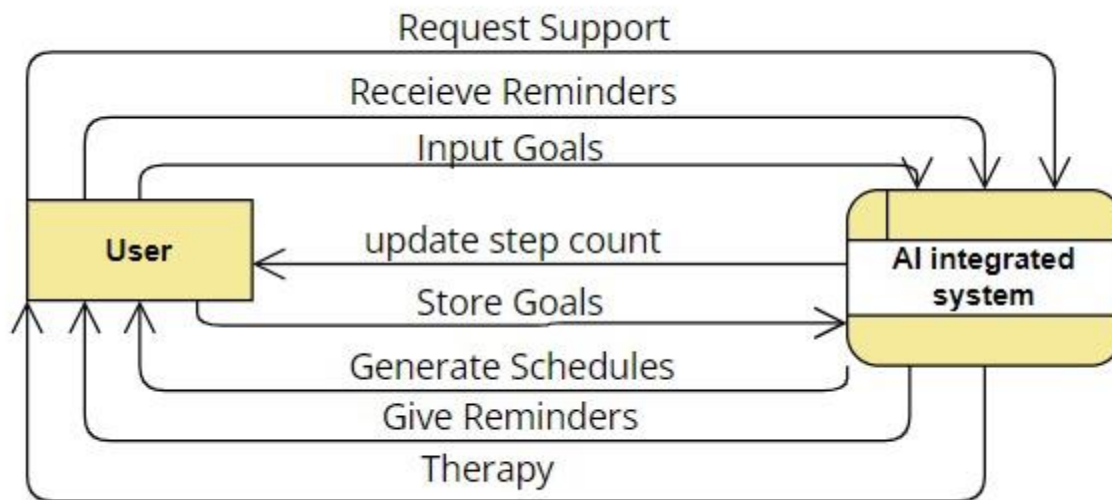 Request Support
Receieve Reminders
Input Goals
update step count
User
AI integrated
system
Store Goals
Generate Schedules
Give Reminders
Therapy